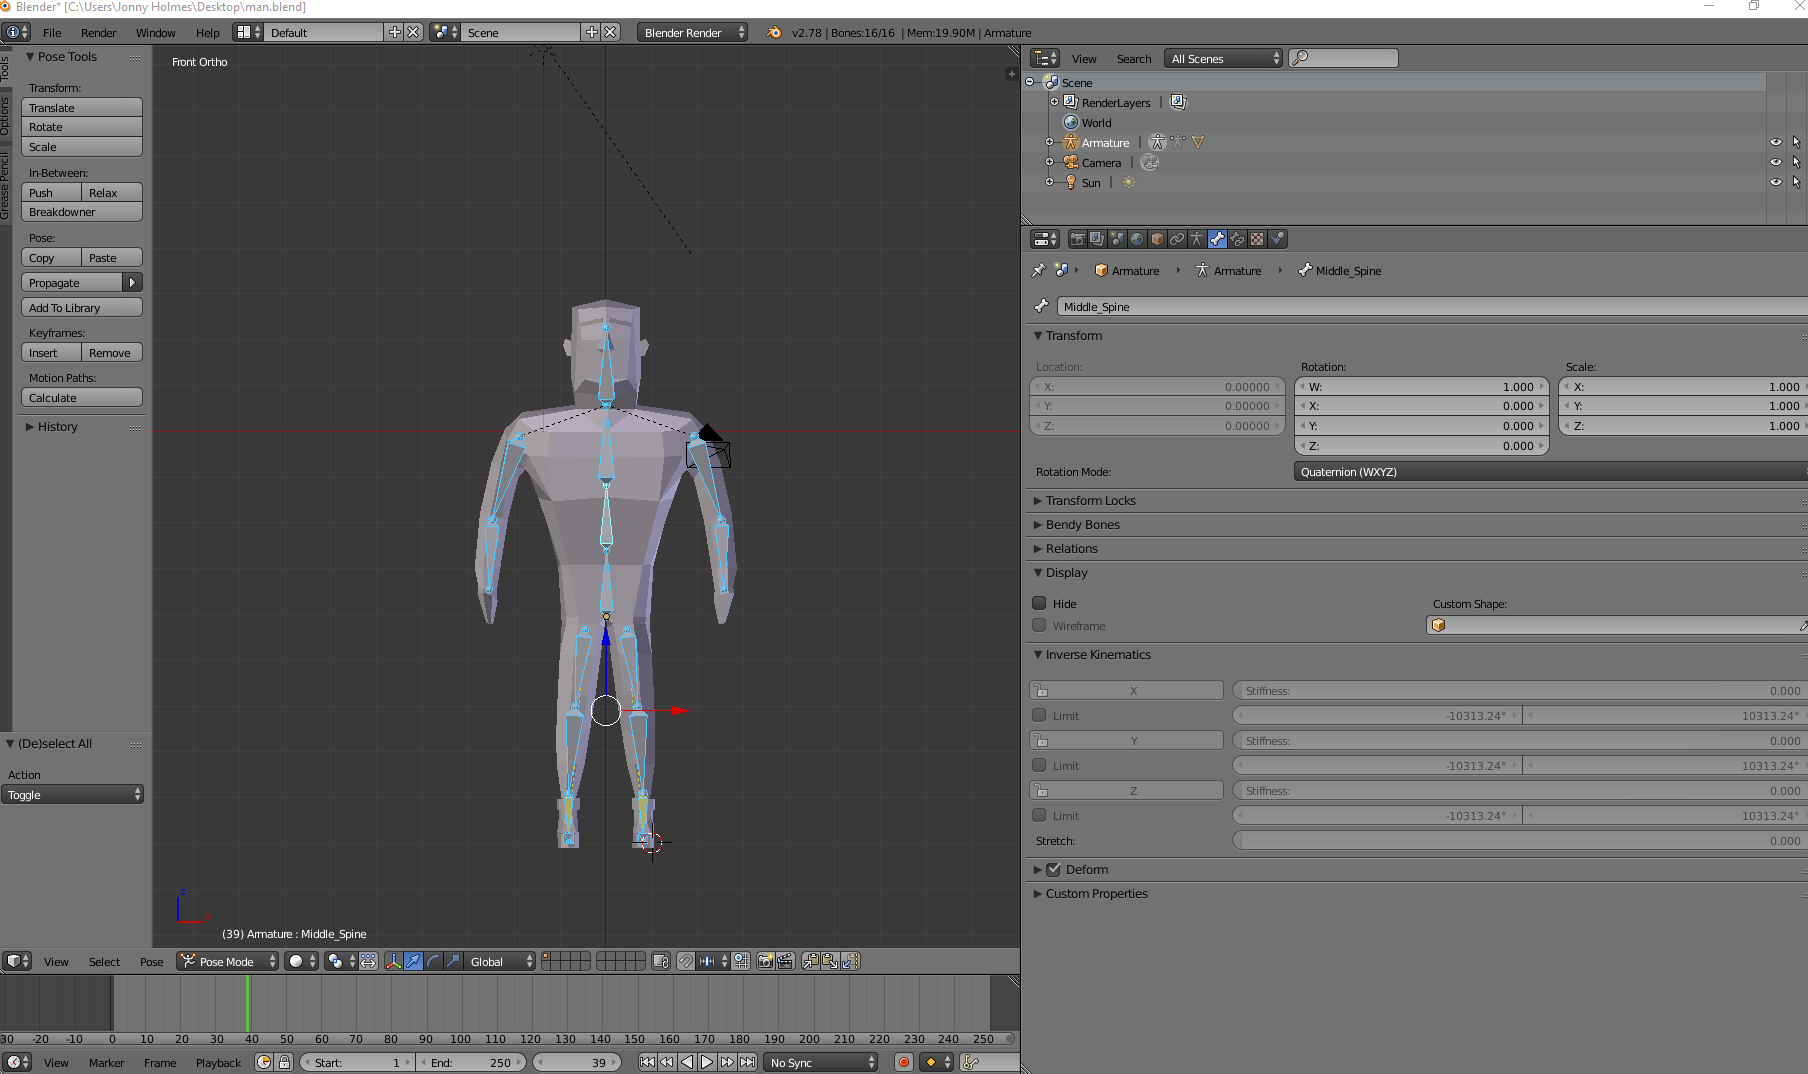 Blender* [C:\Users\Jonny Holmes\Desktop\man.blend]
File Render Window Help Default Scene Blender Render v2.78 | Bones:16/16 | Mem:19.90M | Armature
Tools
Options
Grease Pencil
Pose Tools
Transform:
Translate
Rotate
Scale
In-Between:
Push Relax
Breakdowner
Pose:
Copy Paste
Propagate
Add To Library
Keyframes:
Insert Remove
Motion Paths:
Calculate
History
(De)select All
Action
Toggle
Front Ortho
z
(39) Armature : Middle_Spine
View Select Pose Pose Mode Global
30 -20 -10 0 10 20 30 40 50 60 70 80 90 100 110 120 130 140 150 160 170 180 190 200 210 220 230 240 250
View Marker Frame Playback Start: 1 End: 250 39 No Sync
View Search All Scenes
Scene
RenderLayers
World
Armature
Camera
Sun
Armature Armature Middle_Spine
Middle_Spine
Transform
Location: Rotation: Scale:
X: 0.00000 W: 1.000 X: 1.000
Y: 0.00000 X: 0.000 Y: 1.000
Z: 0.00000 Y: 0.000 Z: 1.000
Z: 0.000
Rotation Mode: Quaternion (WXYZ)
Transform Locks
Bendy Bones
Relations
Display
Hide Custom Shape:
Wireframe
Inverse Kinematics
X Stiffness: 0.000
Limit -10313.24° 10313.24°
Y Stiffness: 0.000
Limit -10313.24° 10313.24°
Z Stiffness: 0.000
Limit -10313.24° 10313.24°
Stretch: 0.000
Deform
Custom Properties